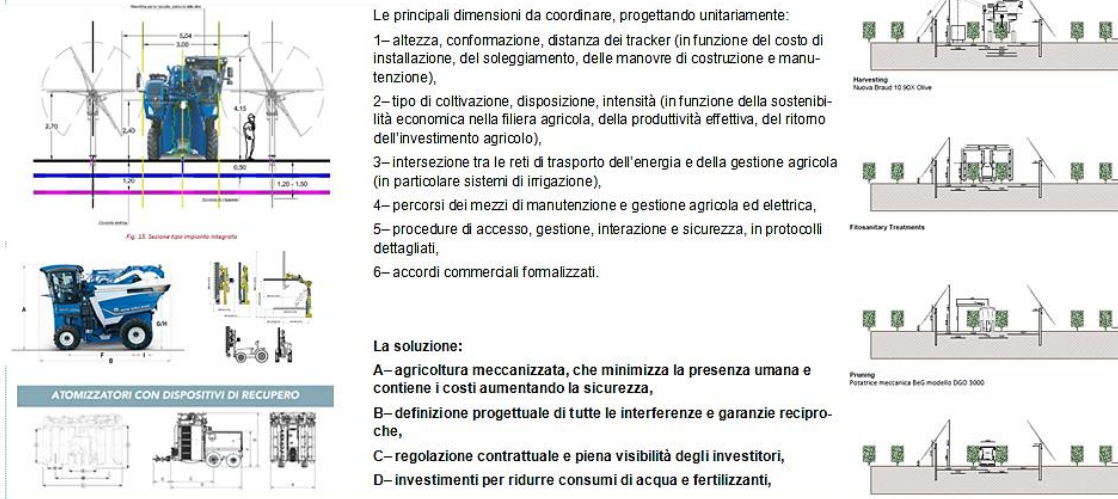 5,04
3,00
2,70
2,40
4,15
0,50
1,20
1,20 - 1,50
Fig. 15. Sezione tipo impianto integrato
A
G/H
F
I
B
ATOMIZZATORI CON DISPOSITIVI DI RECUPERO
Le principali dimensioni da coordinare, progettando unitariamente:
1– altezza, conformazione, distanza dei tracker (in funzione del costo di
installazione, del soleggiamento, delle manovre di costruzione e manu-
tenzione),
2– tipo di coltivazione, disposizione, intensità (in funzione della sostenibi-
lità economica nella filiera agricola, della produttività effettiva, del ritorno
dell'investimento agricolo),
3– intersezione tra le reti di trasporto dell'energia e della gestione agricola
(in particolare sistemi di irrigazione),
4– percorsi dei mezzi di manutenzione e gestione agricola ed elettrica,
5– procedure di accesso, gestione, interazione e sicurezza, in protocolli
dettagliati,
6– accordi commerciali formalizzati.
La soluzione:
A– agricoltura meccanizzata, che minimizza la presenza umana e
contiene i costi aumentando la sicurezza,
B– definizione progettuale di tutte le interferenze e garanzie recipro-
che,
C– regolazione contrattuale e piena visibilità degli investitori,
D– investimenti per ridurre consumi di acqua e fertilizzanti,
Harvesting
Nuova Braud 10.90X Olive
Fitosanitary Treatments
Pruning
Potatrice meccanica BeG modello DGO 3000